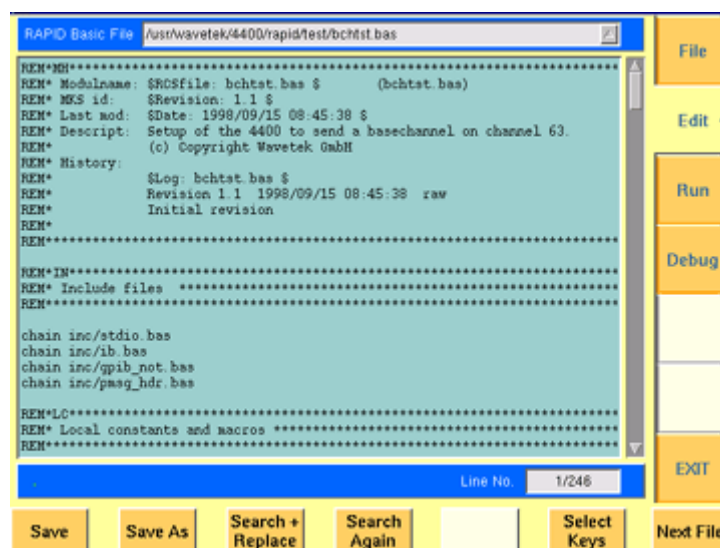 RAPID Basic File /usr/wavetek/4400/rapid/test/bchtst.bas
REM*MH************************************************************************
REM* Modulname: $RCSfile: bchtst.bas $ (bchtst.bas)
REM* MKS id: $Revision: 1.1 $
REM* Last mod: $Date: 1998/09/15 08:45:38 $
REM* Descript: Setup of the 4400 to send a basechannel on channel 63.
REM* (c) Copyright Wavetek GmbH
REM* History:
REM* $Log: bchtst.bas $
REM* Revision 1.1 1998/09/15 08:45:38 raw
REM* Initial revision
REM*
REM**************************************************************************
REM*IN************************************************************************
REM* Include files ************************************************************
REM**************************************************************************
chain inc/stdio.bas
chain inc/ib.bas
chain inc/gpib_not.bas
chain inc/pmsg_hdr.bas
REM*LC************************************************************************
REM* Local constants and macros ***********************************************
REM**************************************************************************
Line No. 1/246
File
Edit
Run
Debug
EXIT
Save
Save As
Search +
Replace
Search
Again
Select
Keys
Next File